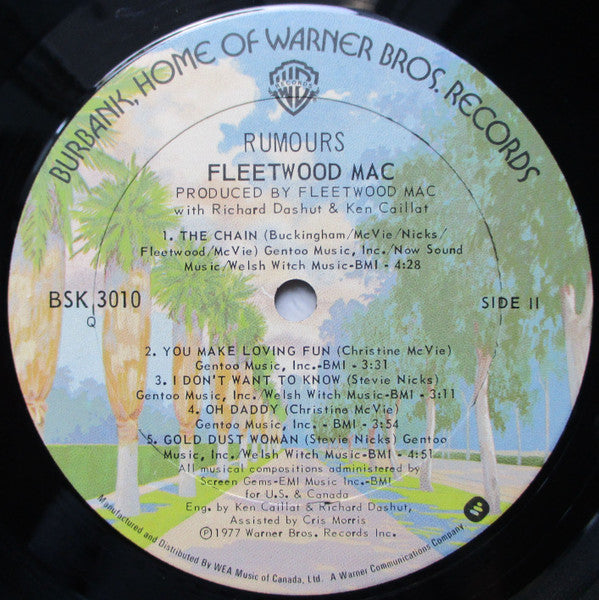 BURBANK, HOME OF WARNER BROS. RECORDS
RECORDS
RUMOURS
FLEETWOOD MAC
PRODUCED BY FLEETWOOD MAC
with Richard Dashut & Ken Caillat
1. THE CHAIN (Buckingham/McVie/Nicks/
Fleetwood/McVie) Gentoo Music, Inc./Now Sound
Music/Welsh Witch Music-BMI - 4:28
BSK 3010
Q
SIDE II
2. YOU MAKE LOVING FUN (Christine McVie)
Gentoo Music, Inc.-BMI - 3:31
3. I DON'T WANT TO KNOW (Stevie Nicks)
Gentoo Music, Inc./Welsh Witch Music-BMI - 3:11
4. OH DADDY (Christine McVie)
Gentoo Music, Inc. - BMI - 3:54
5. GOLD DUST WOMAN (Stevie Nicks) Gentoo
Music, Inc./Welsh Witch Music-BMI - 4:51
All musical compositions administered by
Screen Gems-EMI Music Inc.-BMI
for U.S. & Canada
Eng. by Ken Caillat & Richard Dashut,
Assisted by Cris Morris
Ⓟ1977 Warner Bros. Records Inc.
Manufactured and Distributed By WEA Music of Canada, Ltd. A Warner Communications Company